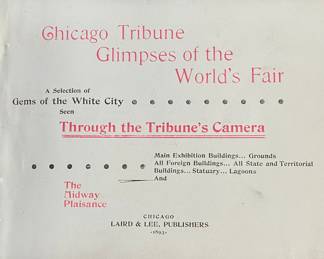 Chicago Tribune
Glimpses of the
World's Fair
A Selection of
Gems of the White City
Seen
Through the Tribune's Camera
Main Exhibition Buildings... Grounds
All Foreign Buildings... All State and Territorial
Buildings... Statuary... Lagoons
And
The
Midway
Plaisance
CHICAGO
LAIRD & LEE, PUBLISHERS
-1893-